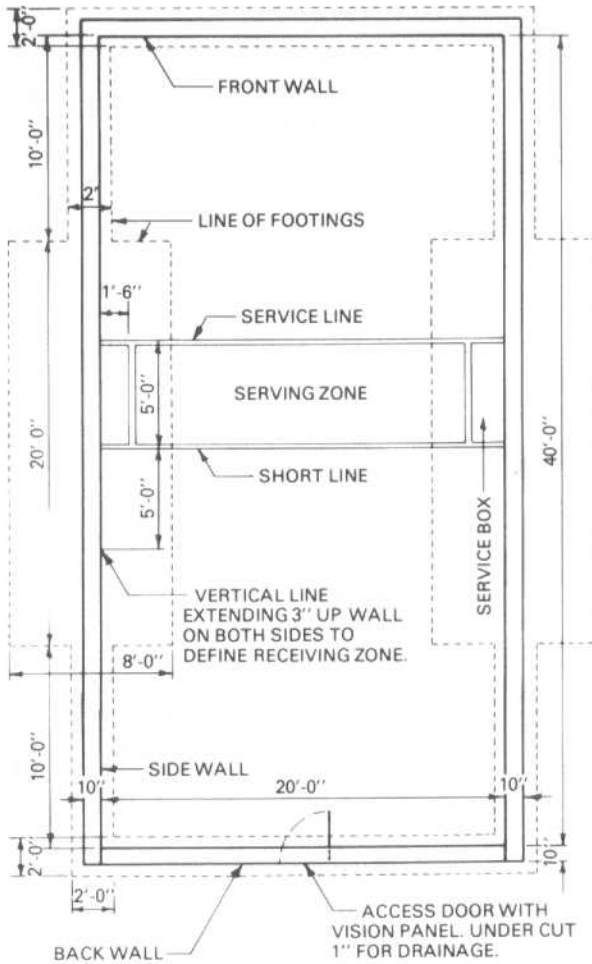 2'-0"
FRONT WALL
10'-0"
2'
LINE OF FOOTINGS
1'-6"
SERVICE LINE
5'-0"
SERVING ZONE
20' 0"
40'-0"
SHORT LINE
5'-0"
SERVICE BOX
VERTICAL LINE
EXTENDING 3" UP WALL
ON BOTH SIDES TO
DEFINE RECEIVING ZONE.
8'-0"
10'-0"
SIDE WALL
10"
20'-0"
10"
2'-0"
10"
2'-0"
ACCESS DOOR WITH
VISION PANEL. UNDER CUT
1" FOR DRAINAGE.
BACK WALL